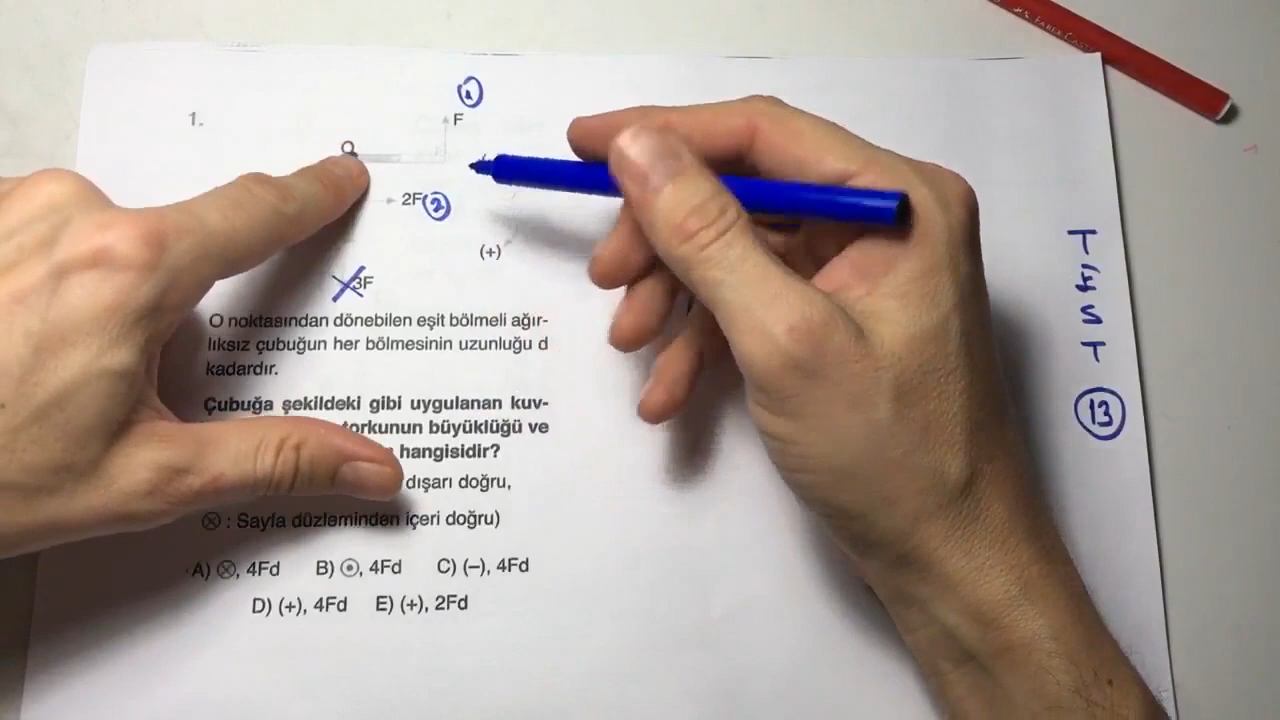 1.
1
F
O
2F 2
(+)
3F
O noktasından dönebilen eşit bölmeli ağır-
lıksız çubuğun her bölmesinin uzunluğu d
kadardır.
Çubuğa şekildeki gibi uygulanan kuv-
torkunun büyüklüğü ve
hangisidir?
dışarı doğru,
⊗ : Sayfa düzleminden içeri doğru)
A) ⊗, 4Fd B) ⊙, 4Fd C) (–), 4Fd
D) (+), 4Fd E) (+), 2Fd
TEST 13